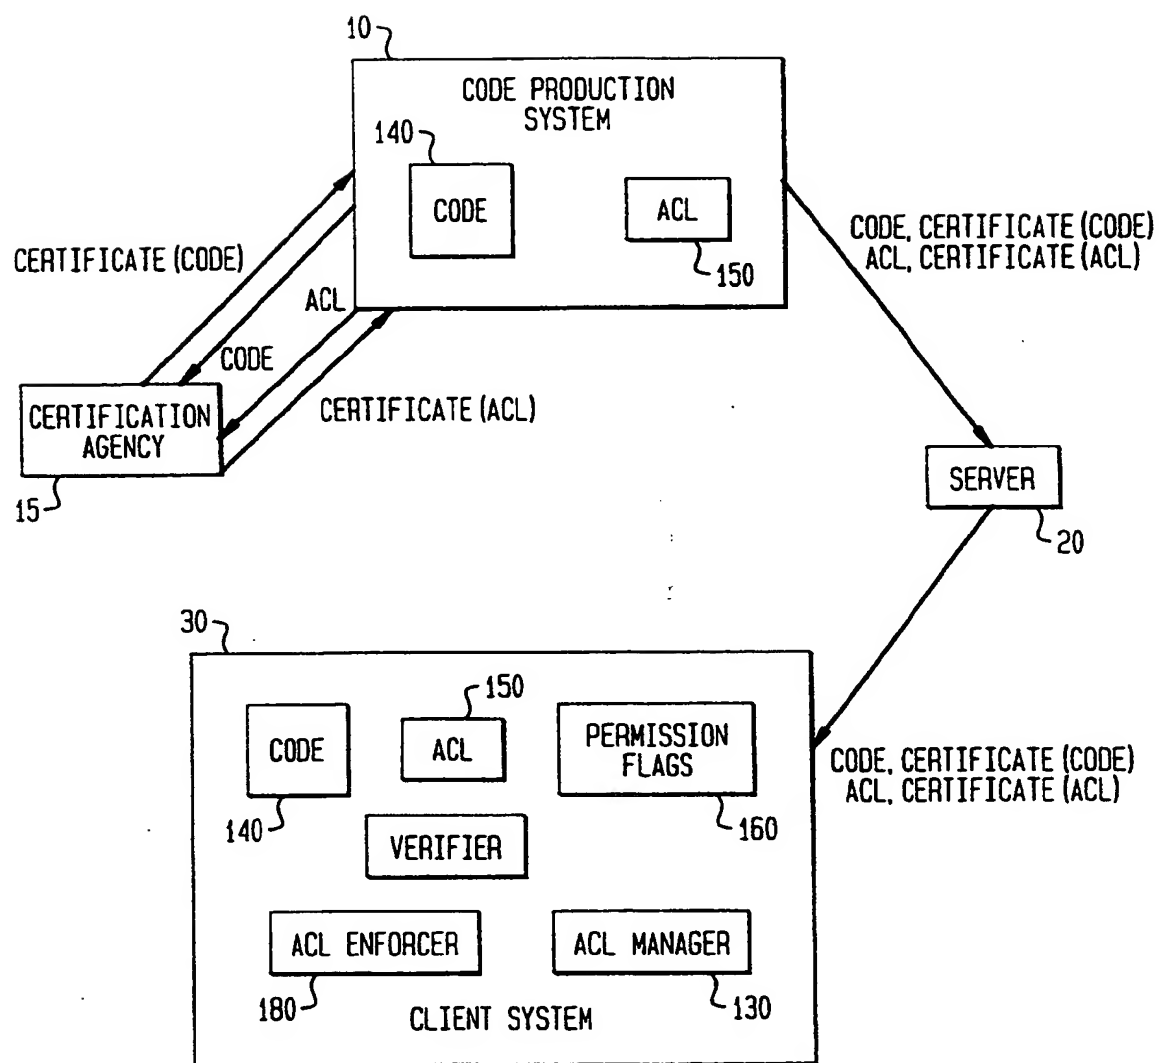 10
CODE PRODUCTION
SYSTEM
140
CODE
ACL
150
CERTIFICATE (CODE)
CODE, CERTIFICATE (CODE)
ACL, CERTIFICATE (ACL)
ACL
CODE
CERTIFICATE (ACL)
CERTIFICATION
AGENCY
15
SERVER
20
30
150
CODE
ACL
PERMISSION
FLAGS
140
160
CODE, CERTIFICATE (CODE)
ACL, CERTIFICATE (ACL)
VERIFIER
ACL ENFORCER
ACL MANAGER
180
130
CLIENT SYSTEM